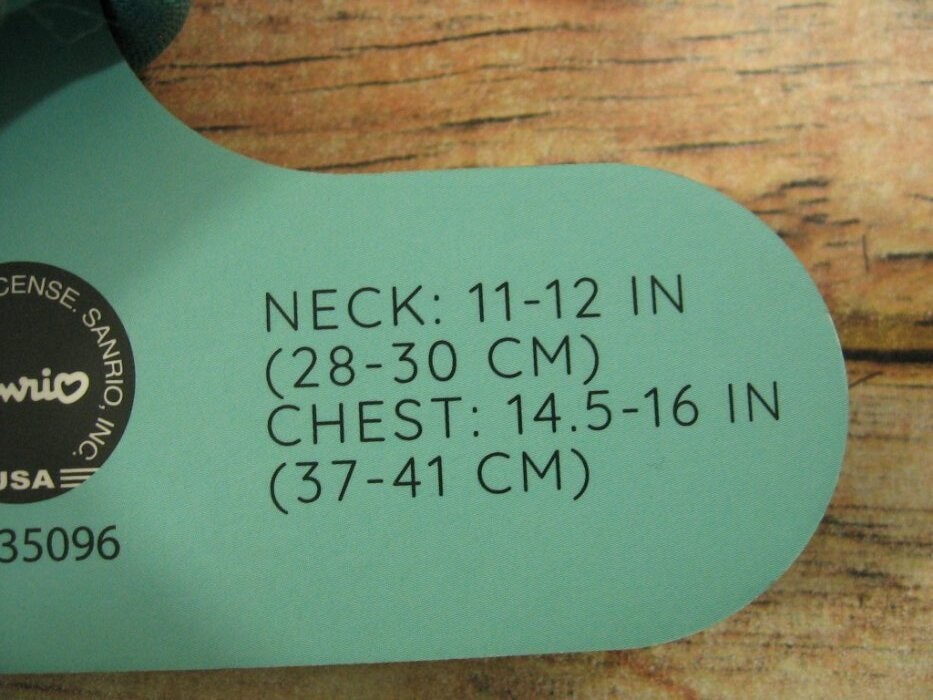 NECK: 11-12 IN
(28-30 CM)
CHEST: 14.5-16 IN
(37-41 CM)
SANRIO, INC.
USA
35096